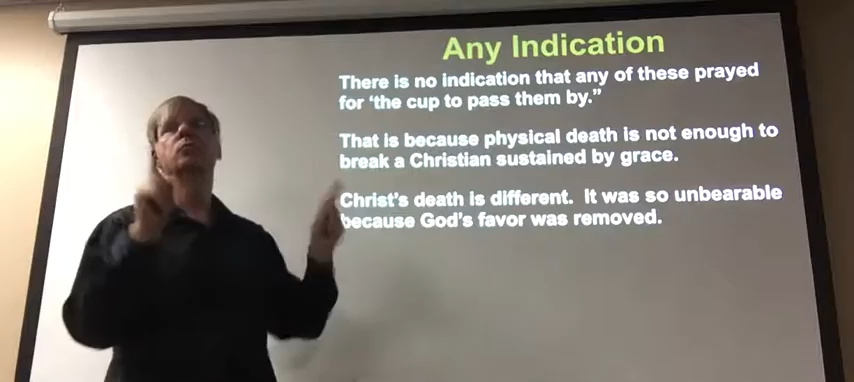 Any Indication
There is no indication that any of these prayed
for ‘the cup to pass them by.”
That is because physical death is not enough to
break a Christian sustained by grace.
Christ's death is different.  It was so unbearable
because God's favor was removed.